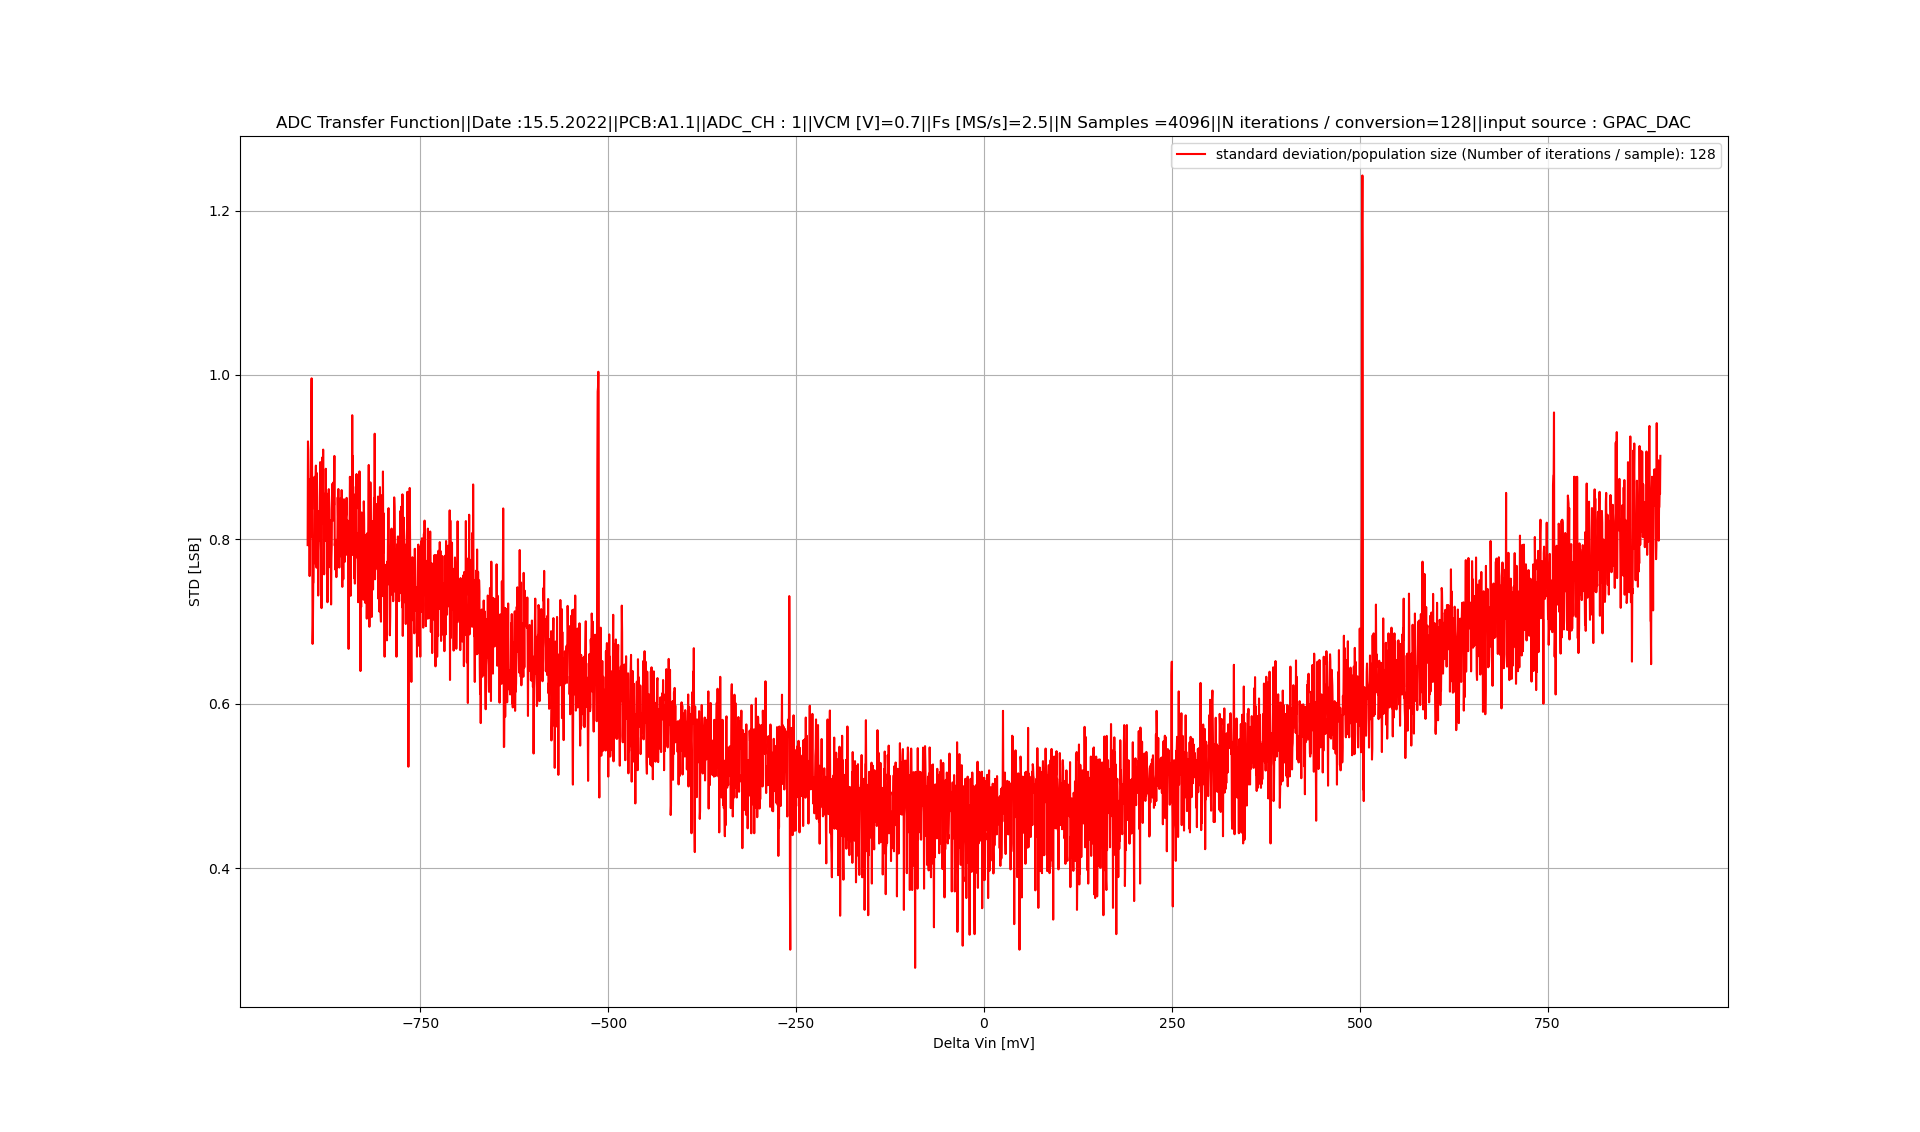 ADC Transfer Function||Date :15.5.2022||PCB:A1.1||ADC_CH : 1||VCM [V]=0.7||Fs [MS/s]=2.5||N Samples =4096||N iterations / conversion=128||input source : GPAC_DAC
standard deviation/population size (Number of iterations / sample): 128
1.2
1.0
0.8
0.6
0.4
STD [LSB]
−750 −500 −250 0 250 500 750
Delta Vin [mV]